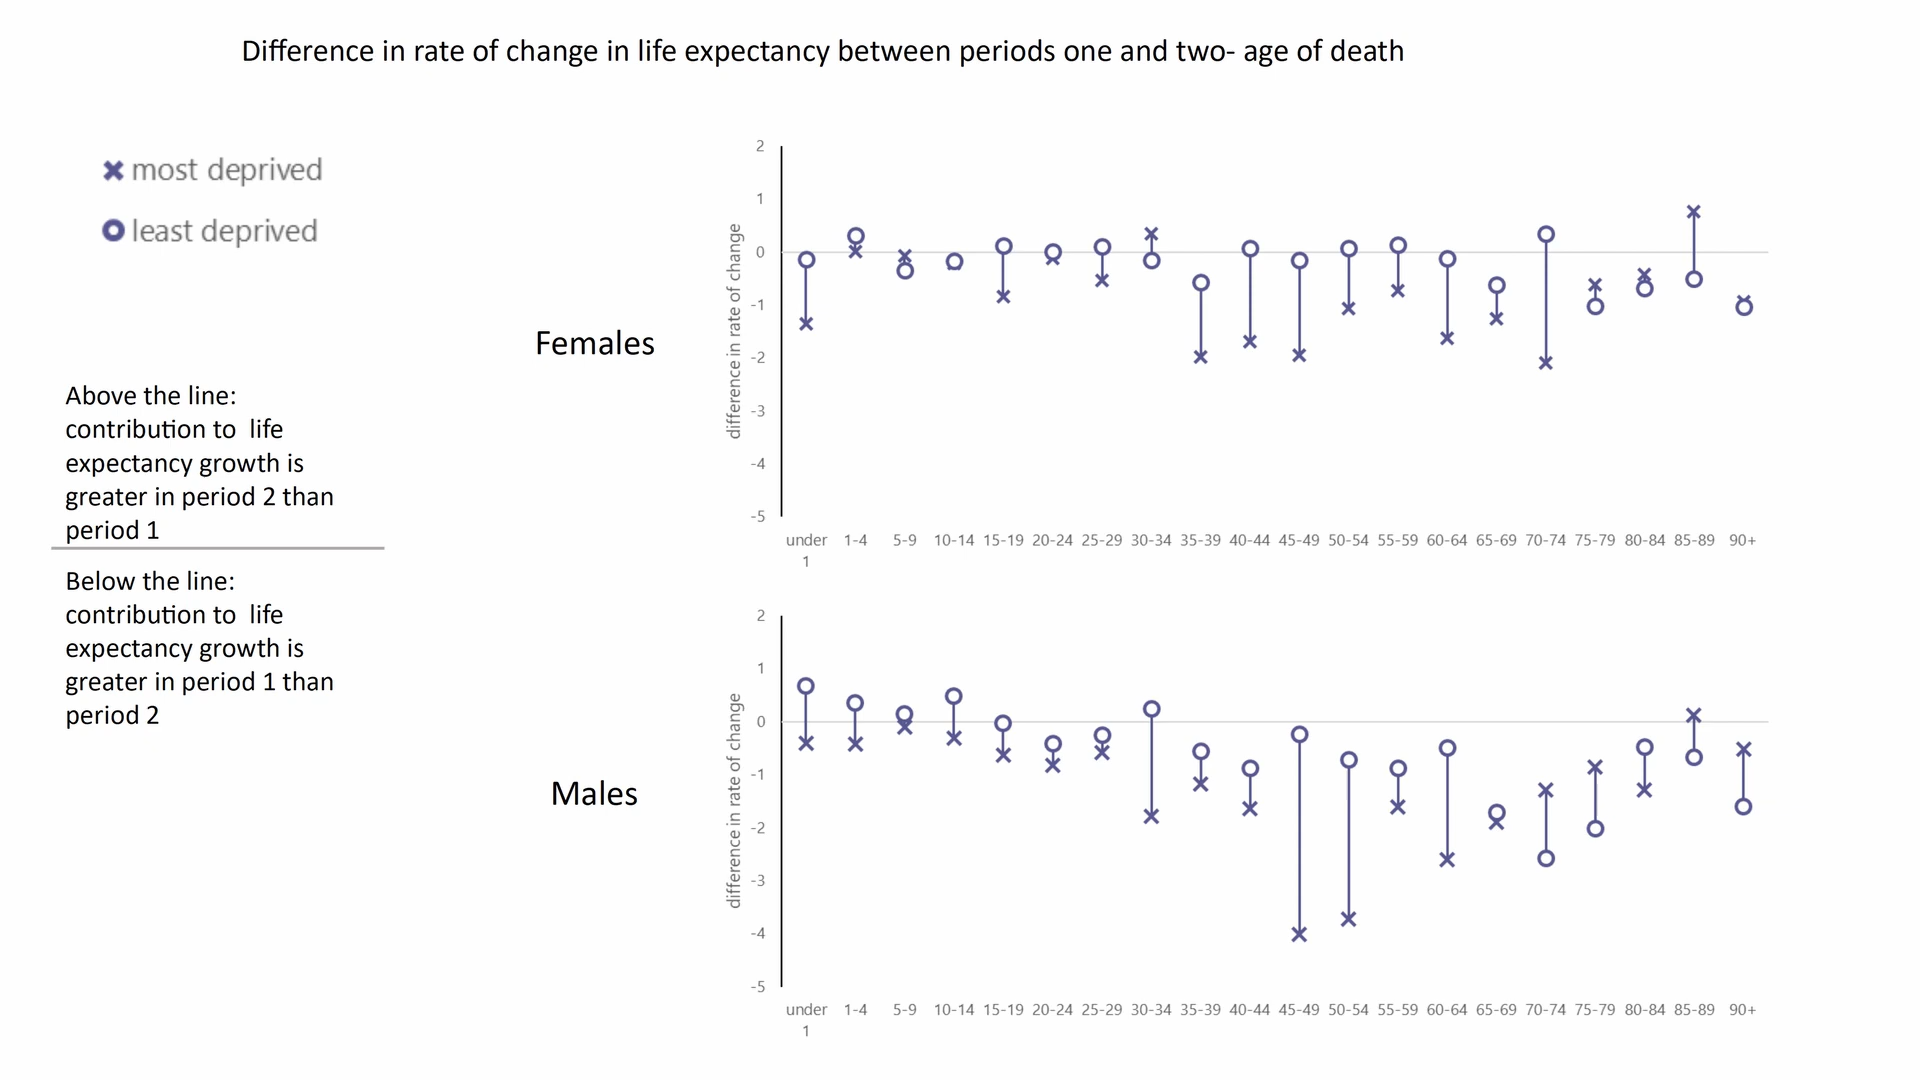 Difference in rate of change in life expectancy between periods one and two- age of death
most deprived
least deprived
Above the line:
contribution to  life
expectancy growth is
greater in period 2 than
period 1
Below the line:
contribution to  life
expectancy growth is
greater in period 1 than
period 2
Females
difference in rate of change
2
1
0
-1
-2
-3
-4
-5
under 1-4 5-9 10-14 15-19 20-24 25-29 30-34 35-39 40-44 45-49 50-54 55-59 60-64 65-69 70-74 75-79 80-84 85-89 90+
1
Males
difference in rate of change
2
1
0
-1
-2
-3
-4
-5
under 1-4 5-9 10-14 15-19 20-24 25-29 30-34 35-39 40-44 45-49 50-54 55-59 60-64 65-69 70-74 75-79 80-84 85-89 90+
1